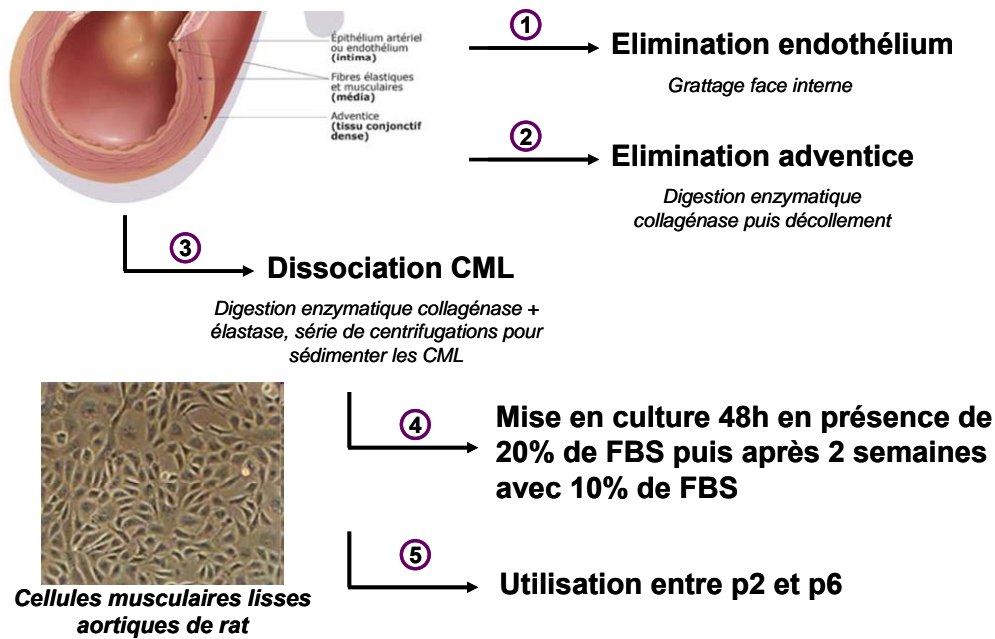 Épithélium artériel
ou endothélium
(intima)
Fibres élastiques
et musculaires
(média)
Adventice
(tissu conjonctif
dense)
1
Elimination endothélium
Grattage face interne
2
Elimination adventice
Digestion enzymatique
collagénase puis décollement
3
Dissociation CML
Digestion enzymatique collagénase +
élastase, série de centrifugations pour
sédimenter les CML
4
Mise en culture 48h en présence de
20% de FBS puis après 2 semaines
avec 10% de FBS
5
Utilisation entre p2 et p6
Cellules musculaires lisses
aortiques de rat